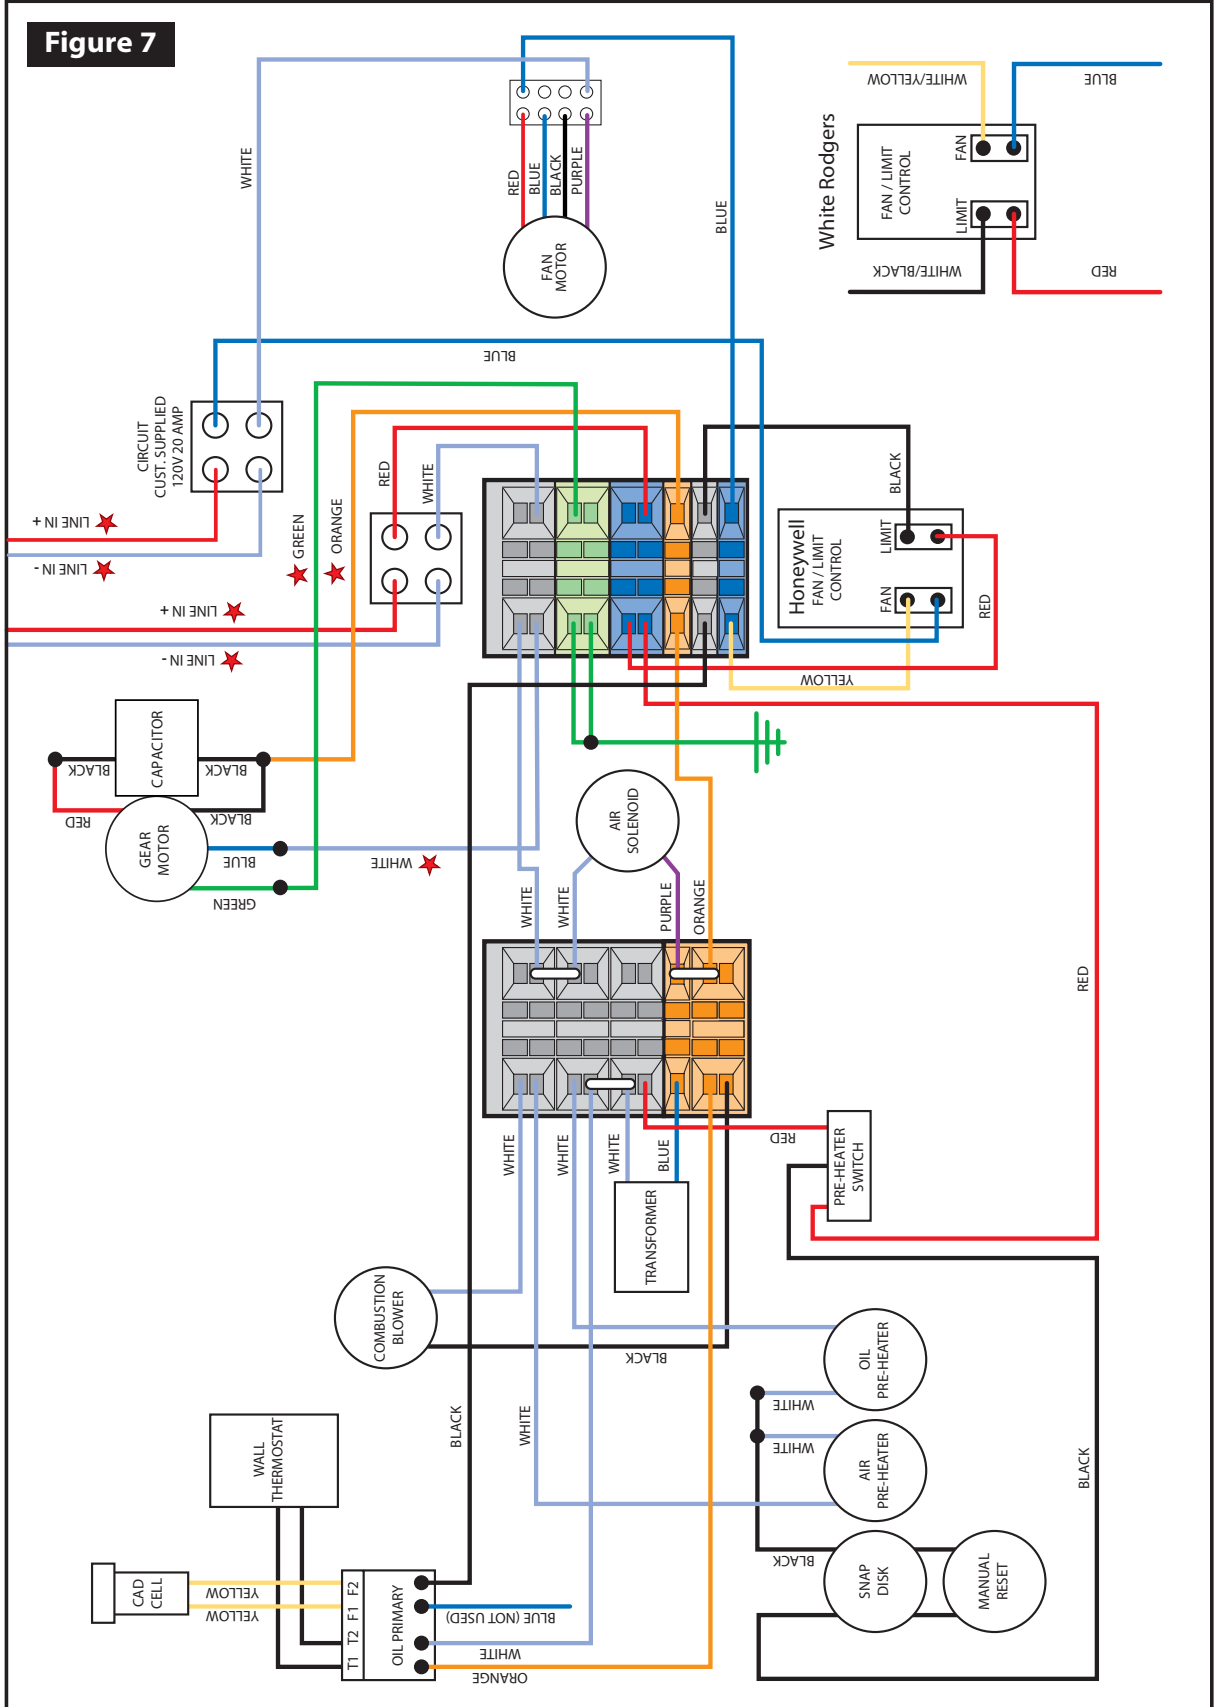 Figure 7
WHITE
RED
BLUE
BLACK
PURPLE
FAN
MOTOR
BLUE
White Rodgers
WHITE/YELLOW
BLUE
FAN / LIMIT
CONTROL
FAN
LIMIT
WHITE/BLACK
RED
BLUE
CIRCUIT
CUST. SUPPLIED
120V 20 AMP
LINE IN +
LINE IN -
GREEN
ORANGE
RED
WHITE
LINE IN +
LINE IN -
BLACK
Honeywell
FAN / LIMIT
CONTROL
LIMIT
FAN
RED
YELLOW
CAPACITOR
BLACK
BLACK
RED
BLACK
GEAR
MOTOR
BLUE
WHITE
GREEN
AIR
SOLENOID
WHITE
WHITE
PURPLE
ORANGE
RED
WHITE
WHITE
WHITE
BLUE
RED
PRE-HEATER
SWITCH
TRANSFORMER
COMBUSTION
BLOWER
BLACK
OIL
PRE-HEATER
WHITE
WHITE
AIR
PRE-HEATER
BLACK
WHITE
BLACK
WALL
THERMOSTAT
CAD
CELL
YELLOW
YELLOW
T1
T2
F1
F2
OIL PRIMARY
BLUE (NOT USED)
WHITE
ORANGE
BLACK
SNAP
DISK
MANUAL
RESET